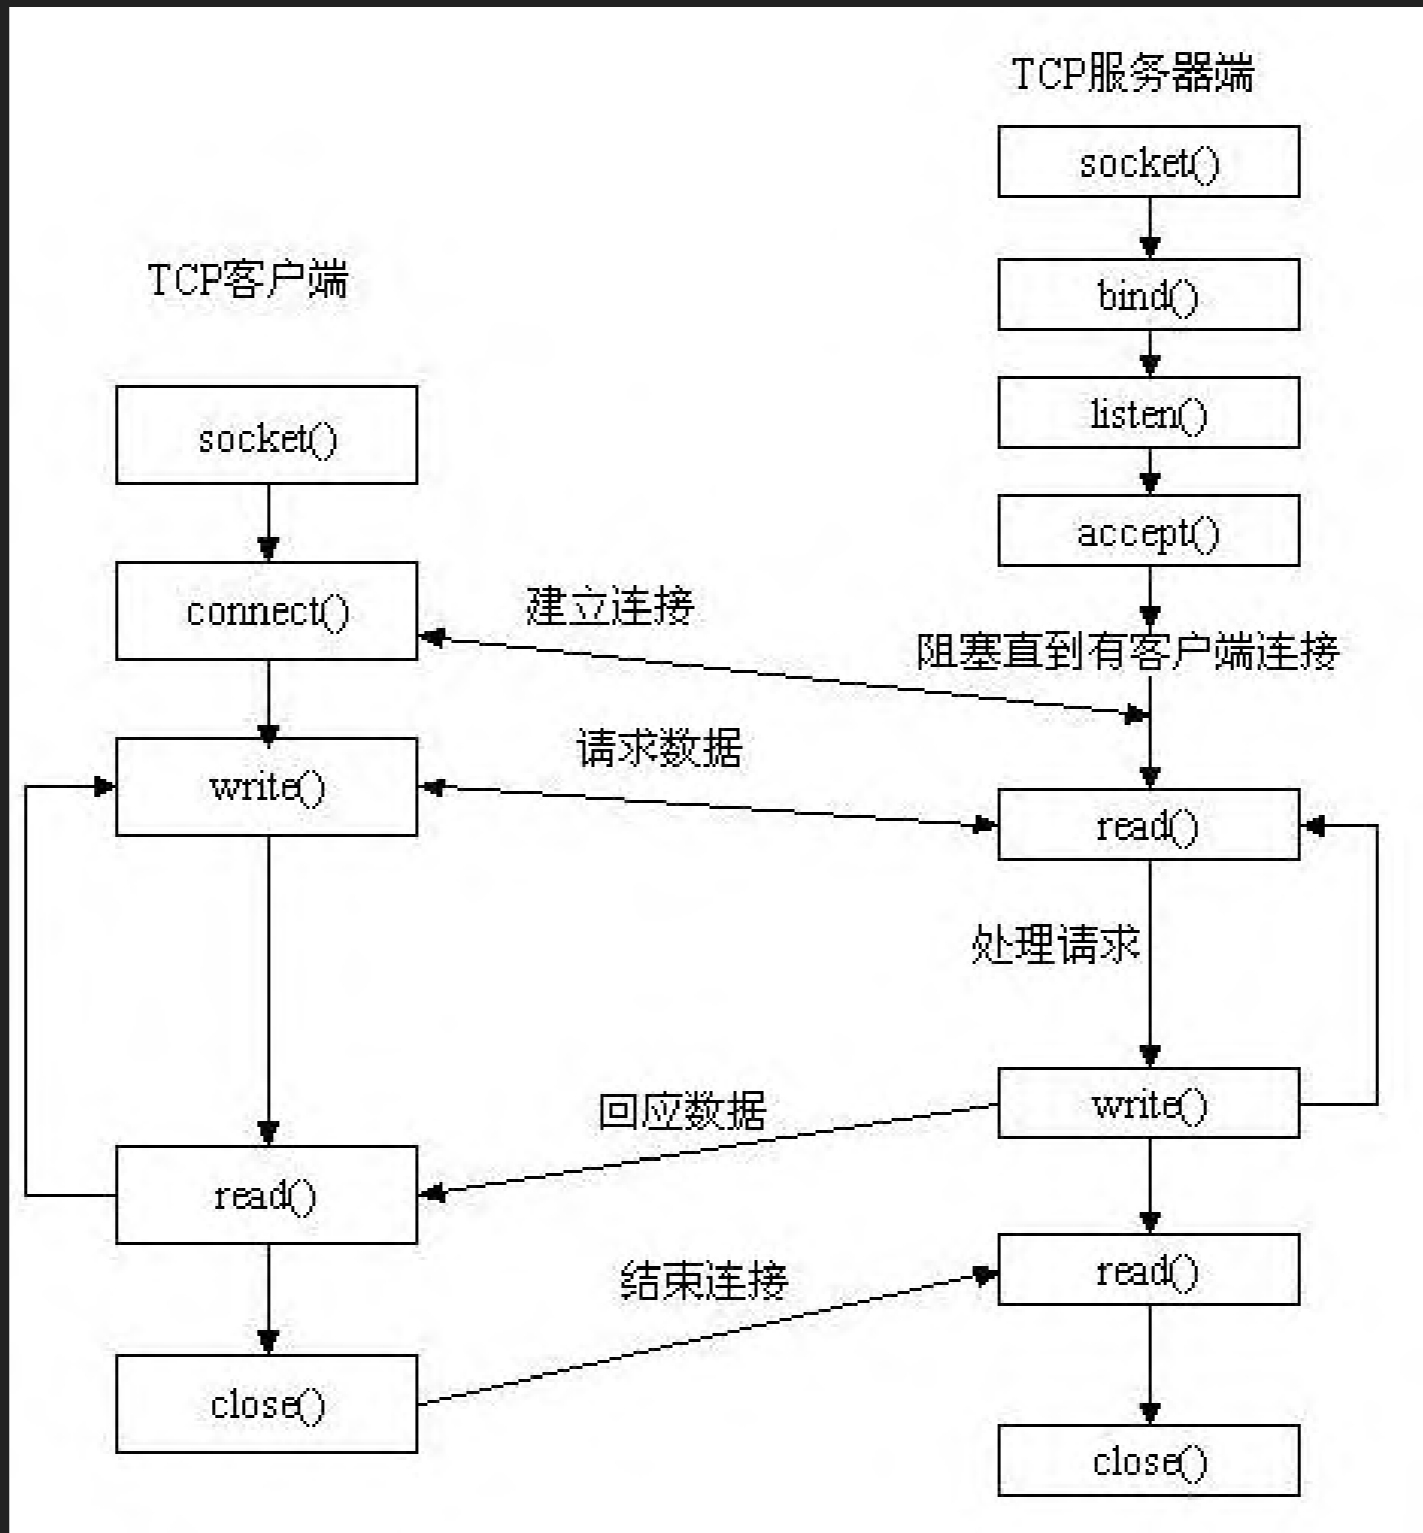 TCP服务器端
socket()
bind()
listen()
accept()
阻塞直到有客户端连接
read()
处理请求
write()
read()
close()
TCP客户端
socket()
connect()
write()
read()
close()
建立连接
请求数据
回应数据
结束连接